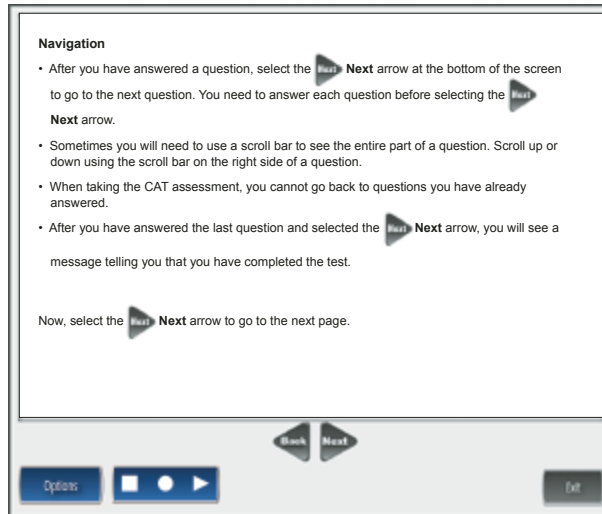 Navigation
• After you have answered a question, select the Next Next arrow at the bottom of the screen
to go to the next question. You need to answer each question before selecting the Next
Next arrow.
• Sometimes you will need to use a scroll bar to see the entire part of a question. Scroll up or
down using the scroll bar on the right side of a question.
• When taking the CAT assessment, you cannot go back to questions you have already
answered.
• After you have answered the last question and selected the Next Next arrow, you will see a
message telling you that you have completed the test.
Now, select the Next Next arrow to go to the next page.
Back Next
Options
Exit